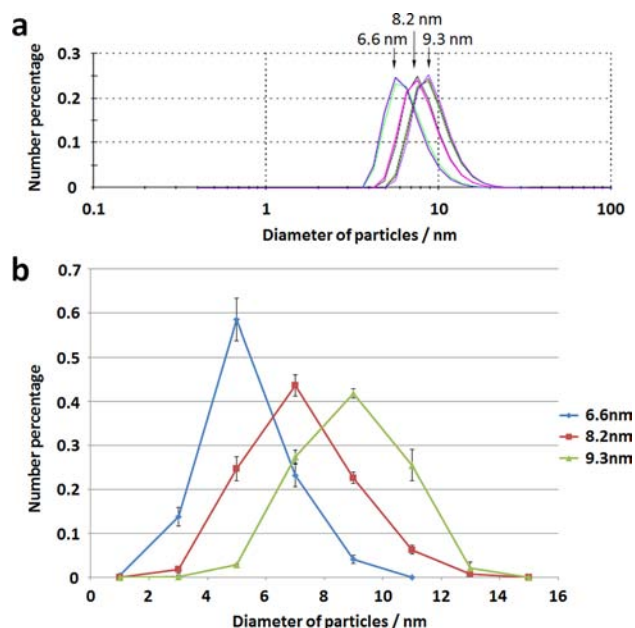 a
8.2 nm
6.6 nm 9.3 nm
Number percentage
0.3
0.2
0.1
0
0.1 1 10 100
Diameter of particles / nm
b
Number percentage
0.7
0.6
0.5
0.4
0.3
0.2
0.1
0
0 2 4 6 8 10 12 14 16
Diameter of particles / nm
6.6nm
8.2nm
9.3nm